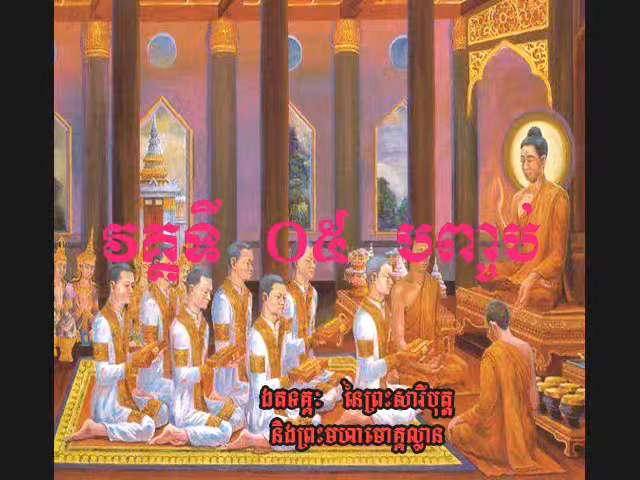 វគ្គទី ០៥ បញ្ចប់
ឯតទគ្គៈ នៃព្រះសារីបុត្ត
និងព្រះមហាមោគ្គល្លាន